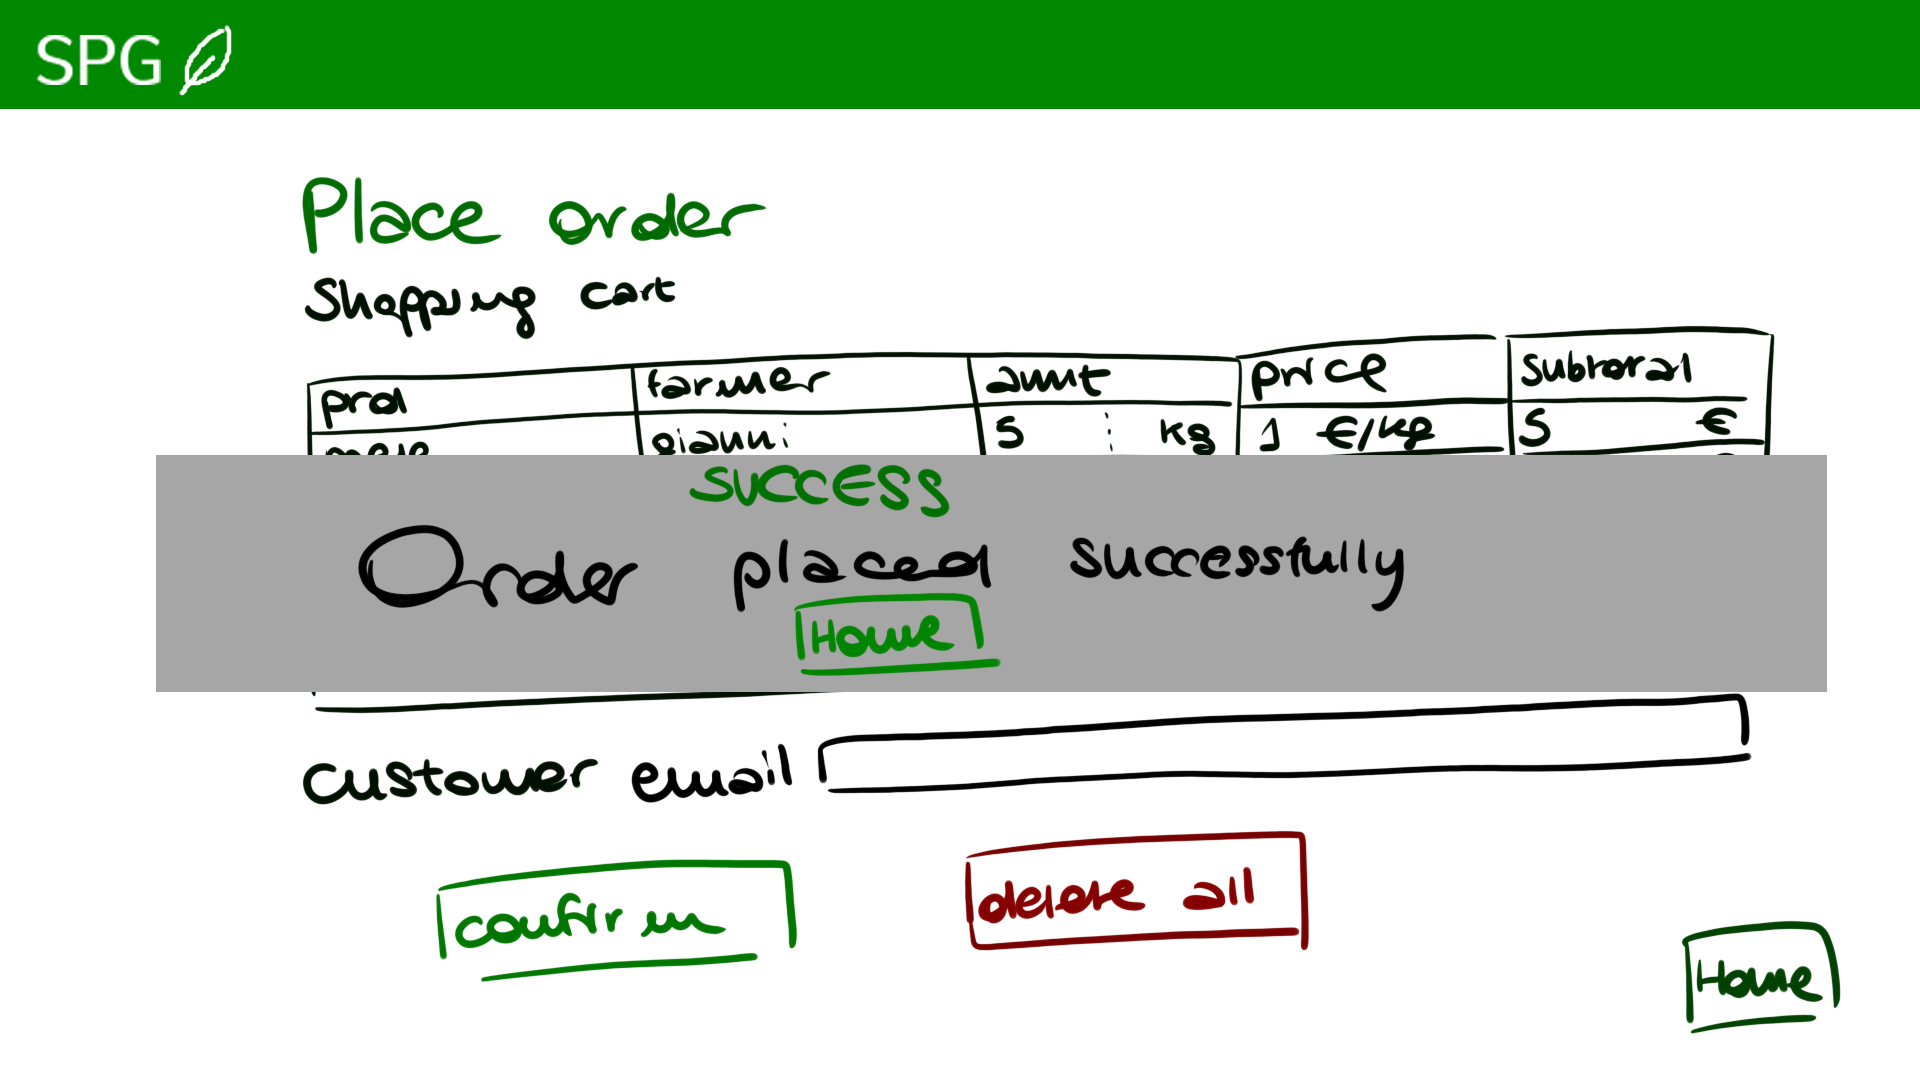 SPG
Place order
Shopping cart
prod farmer amnt price subtotal
mele gianni 5 kg 1 €/kg 5 €
SUCCESS
Order placed successfully
Home
customer email
confirm delete all
Home